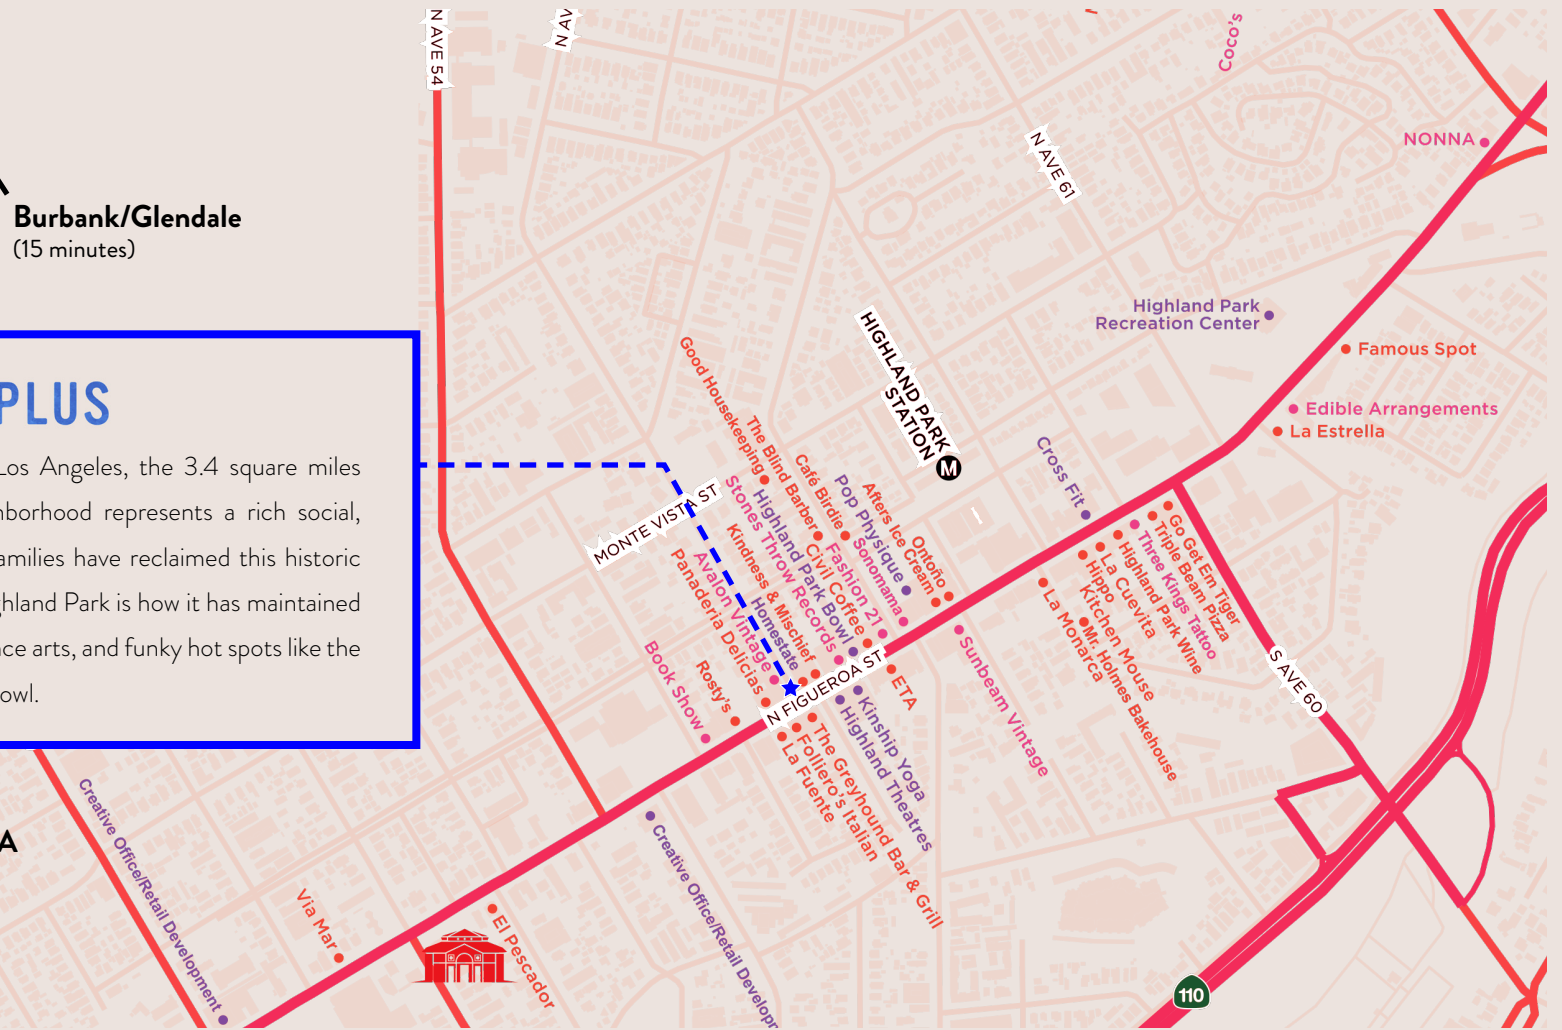 N AVE 54
N AV
Coco's
N AVE 61
NONNA
Burbank/Glendale
(15 minutes)
Highland Park
Recreation Center
Famous Spot
HIGHLAND PARK
STATION
M
Edible Arrangements
La Estrella
PLUS
Los Angeles, the 3.4 square miles
represents a rich social,
have reclaimed this historic
Park is how it has maintained
arts, and funky hot spots like the
Good Housekeeping
The Blind Barber
Café Birdie
Pop Physique
Afters Ice Cream
Ontoño
Cross Fit
MONTE VISTA ST
Stones Throw Records
Highland Park Bowl
Civil Coffee
Fashion 21
Sonomama
Kindness & Mischief
Homestate
Avalon Vintage
Panaderia Delicias
Rosty's
Book Show
N FIGUEROA ST
ETA
Kinship Yoga
Highland Theatres
The Greyhound Bar & Grill
Folliero's Italian
La Fuente
Sunbeam Vintage
La Monarca
Mr. Holmes Bakehouse
Hippo
Kitchen Mouse
La Cuevita
Highland Park Wine
Three Kings Tattoo
Triple Beam Pizza
Go Get Em Tiger
S AVE 60
Creative Office/Retail Development
Creative Office/Retail Develop
Via Mar
El Pescador
A
110